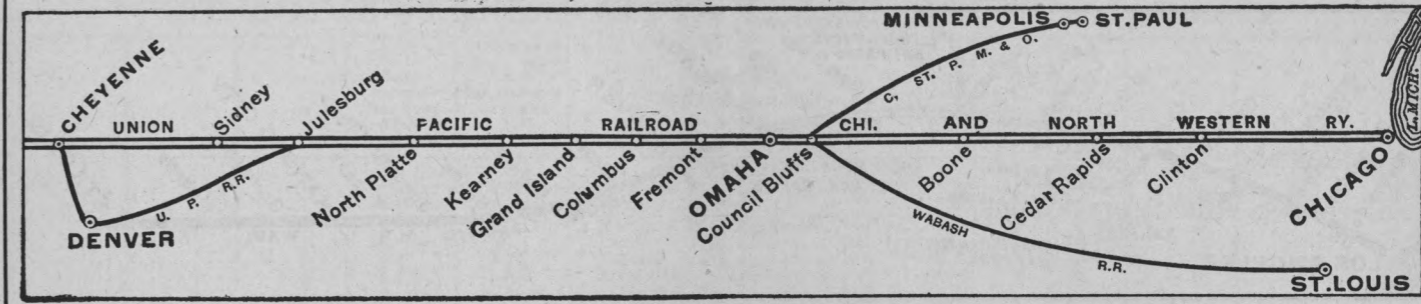 MINNEAPOLIS ST. PAUL
C, ST. P. M. & O.
L. MICH.
CHEYENNE
UNION PACIFIC RAILROAD
CHI. AND NORTH WESTERN RY.
Sidney
Julesburg
North Platte
Kearney
Grand Island
Columbus
Fremont
OMAHA
Council Bluffs
Boone
Cedar Rapids
Clinton
CHICAGO
U. P. R.R.
DENVER
WABASH R.R.
ST. LOUIS